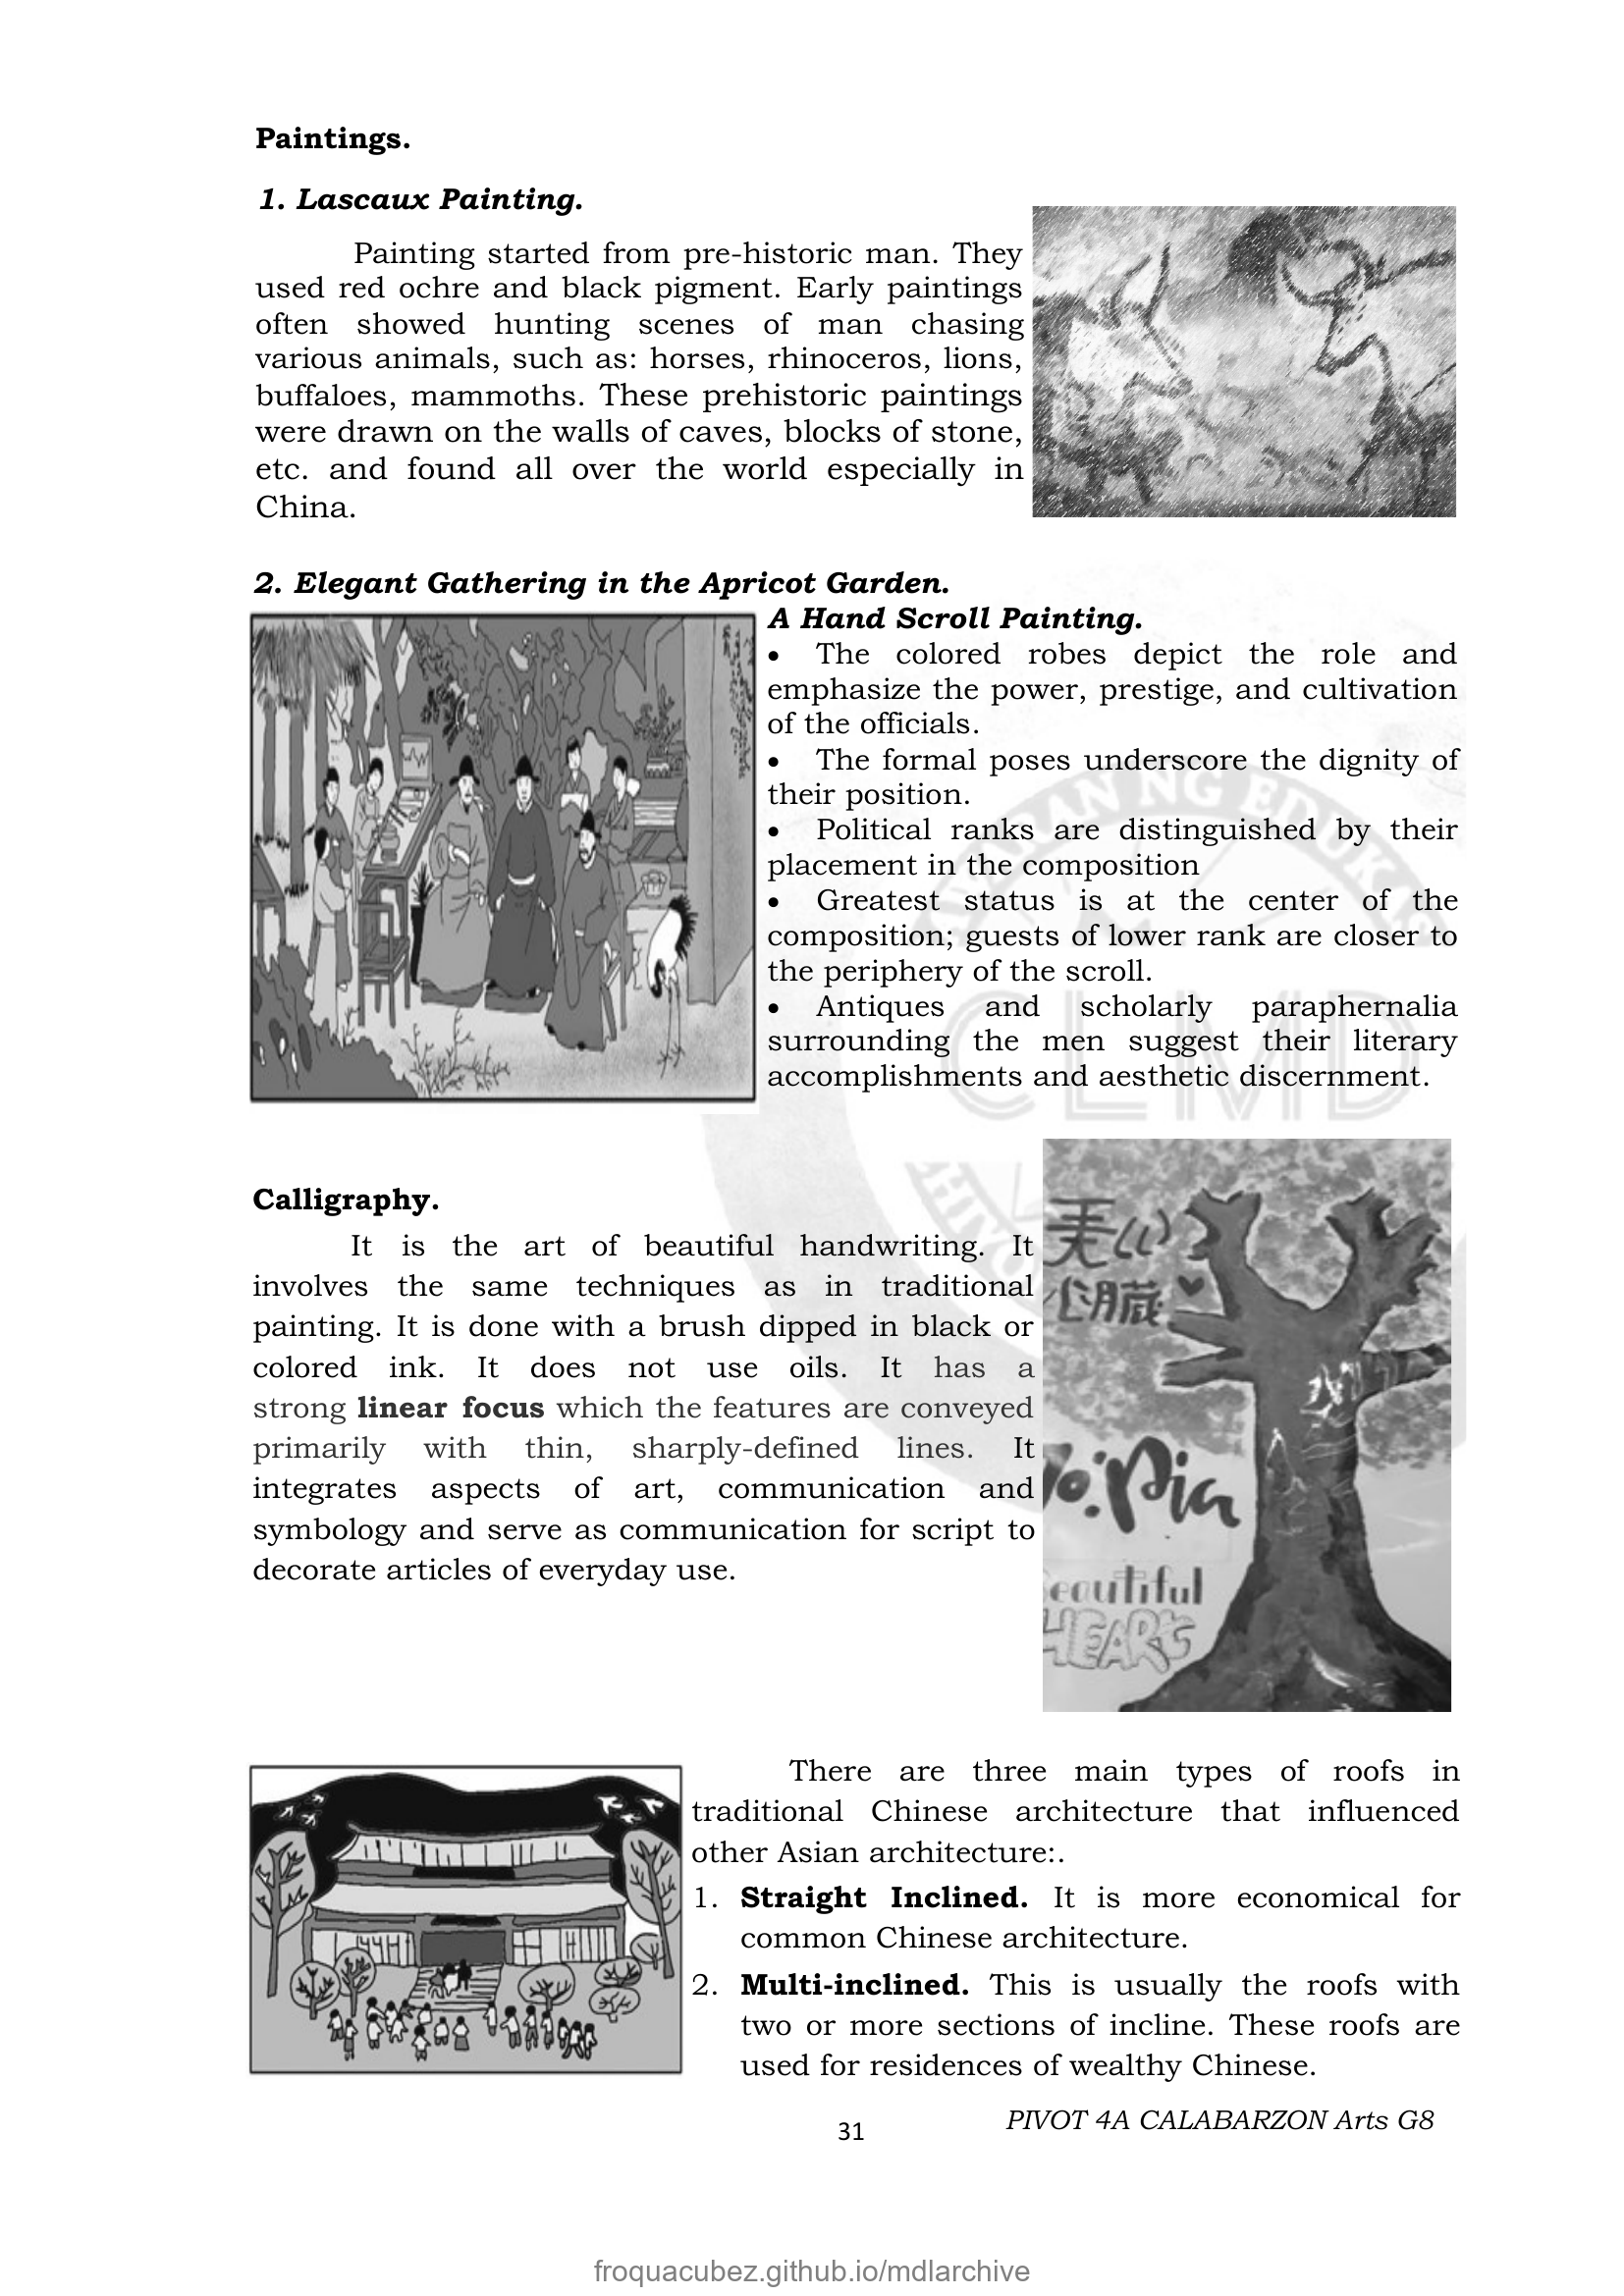 Paintings.
1. Lascaux Painting.
Painting started from pre-historic man. They
used red ochre and black pigment. Early paintings
often showed hunting scenes of man chasing
various animals, such as: horses, rhinoceros, lions,
buffaloes, mammoths. These prehistoric paintings
were drawn on the walls of caves, blocks of stone,
etc. and found all over the world especially in
China.
2. Elegant Gathering in the Apricot Garden.
A Hand Scroll Painting.
• The colored robes depict the role and
emphasize the power, prestige, and cultivation
of the officials.
• The formal poses underscore the dignity of
their position.
• Political ranks are distinguished by their
placement in the composition
• Greatest status is at the center of the
composition; guests of lower rank are closer to
the periphery of the scroll.
• Antiques and scholarly paraphernalia
surrounding the men suggest their literary
accomplishments and aesthetic discernment.
NG EDUKAS
CLMD
Calligraphy.
It is the art of beautiful handwriting. It
involves the same techniques as in traditional
painting. It is done with a brush dipped in black or
colored ink. It does not use oils. It has a
strong linear focus which the features are conveyed
primarily with thin, sharply-defined lines. It
integrates aspects of art, communication and
symbology and serve as communication for script to
decorate articles of everyday use.
美い
心臓
To: Pia
Beautiful
HEART
There are three main types of roofs in
traditional Chinese architecture that influenced
other Asian architecture:.
1. Straight Inclined. It is more economical for
common Chinese architecture.
2. Multi-inclined. This is usually the roofs with
two or more sections of incline. These roofs are
used for residences of wealthy Chinese.
31
PIVOT 4A CALABARZON Arts G8
froquacubez.github.io/mdlarchive